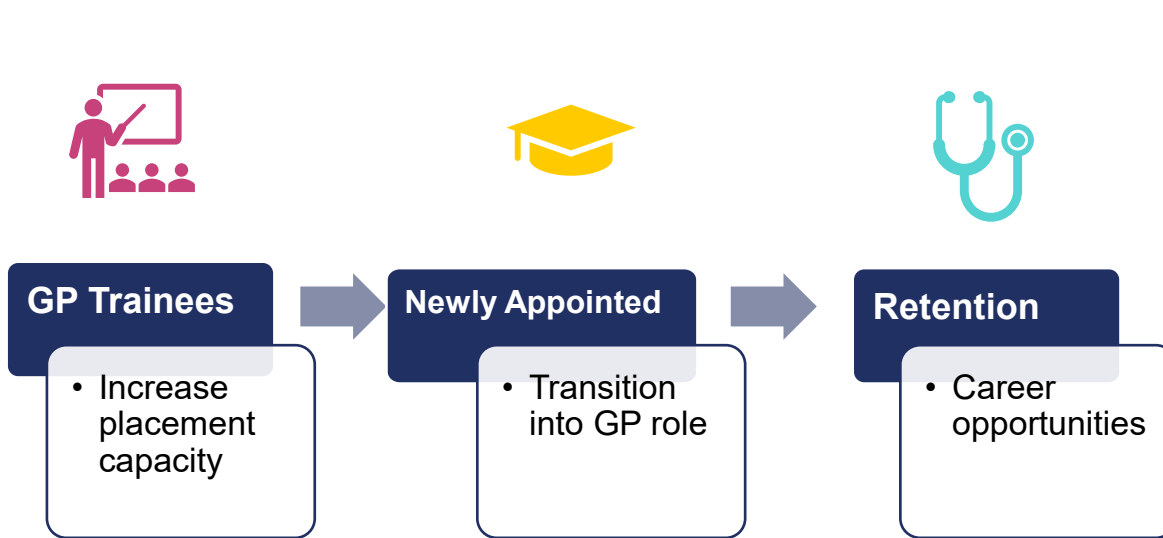 GP Trainees
• Increase
placement
capacity
Newly Appointed
• Transition
into GP role
Retention
• Career
opportunities